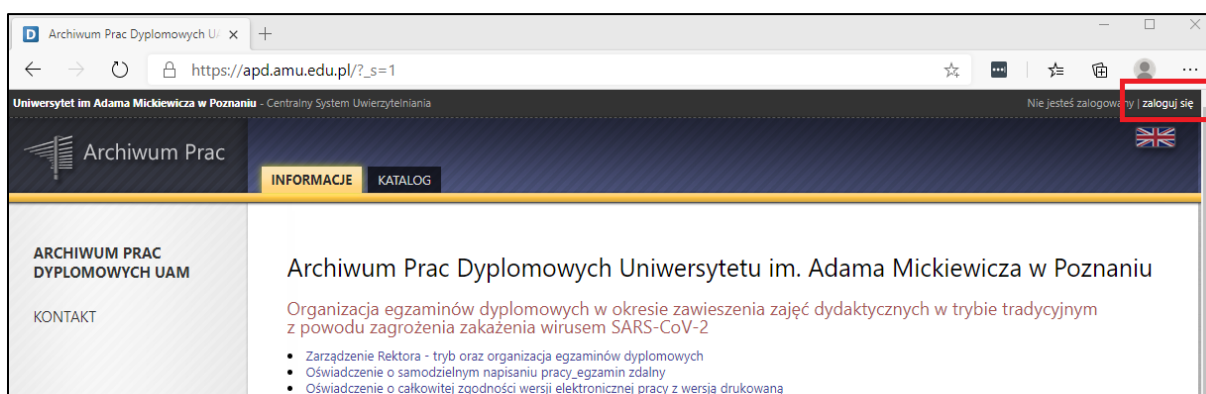 Archiwum Prac Dyplomowych U
https://apd.amu.edu.pl/?_s=1
Uniwersytet im Adama Mickiewicza w Poznaniu - Centralny System Uwierzytelniania
Nie jesteś zalogowany | zaloguj się
Archiwum Prac
INFORMACJE KATALOG
ARCHIWUM PRAC
DYPLOMOWYCH UAM
KONTAKT
Archiwum Prac Dyplomowych Uniwersytetu im. Adama Mickiewicza w Poznaniu
Organizacja egzaminów dyplomowych w okresie zawieszenia zajęć dydaktycznych w trybie tradycyjnym
z powodu zagrożenia zakażenia wirusem SARS-CoV-2
• Zarządzenie Rektora - tryb oraz organizacja egzaminów dyplomowych
• Oświadczenie o samodzielnym napisaniu pracy_egzamin zdalny
• Oświadczenie o całkowitej zgodności wersji elektronicznej pracy z wersją drukowaną